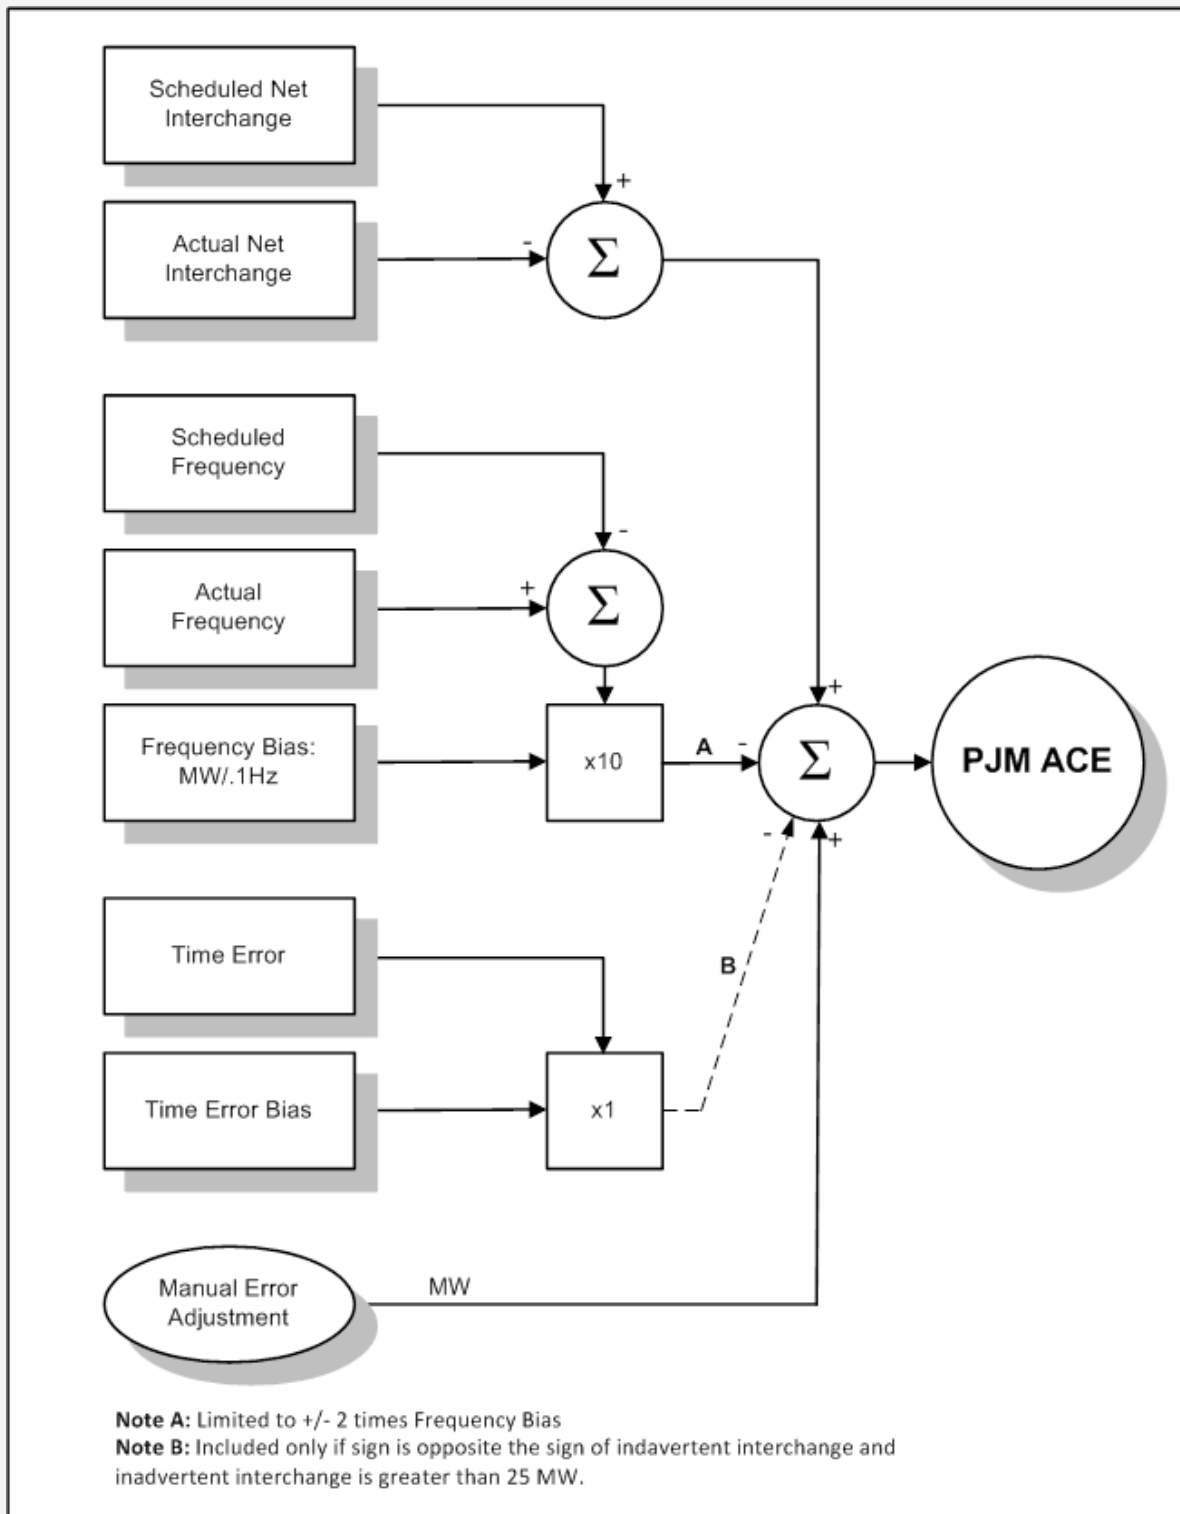 Scheduled Net
Interchange
+
Actual Net
Interchange
-
Σ
Scheduled
Frequency
-
Actual
Frequency
+
Σ
+
Frequency Bias:
MW/.1Hz
x10
A
-
Σ
PJM ACE
-
+
Time Error
B
Time Error Bias
x1
Manual Error
Adjustment
MW
Note A: Limited to +/- 2 times Frequency Bias
Note B: Included only if sign is opposite the sign of indavertent interchange and
inadvertent interchange is greater than 25 MW.